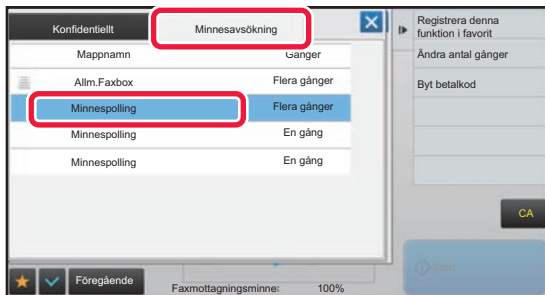 Konfidentiellt Minnesavsökning
Mappnamn Gånger
Allm.Faxbox Flera gånger
Minnespolling Flera gånger
Minnespolling En gång
Minnespolling En gång
Föregående
Faxmottagningsminne: 100%
Registrera denna
funktion i favorit
Ändra antal gånger
Byt betalkod
CA
Start